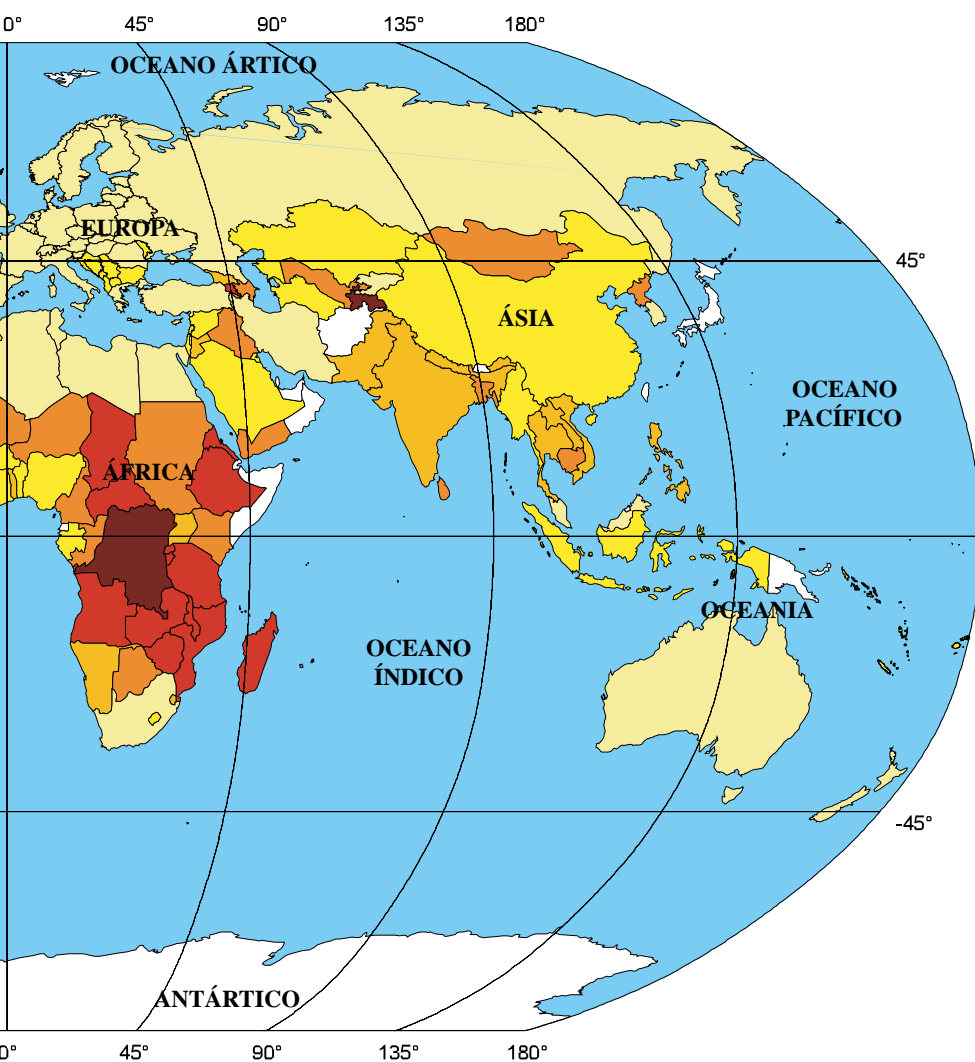 0° 45° 90° 135° 180°
OCEANO ÁRTICO
EUROPA
45°
ÁSIA
OCEANO
PACÍFICO
ÁFRICA
OCEANIA
OCEANO
ÍNDICO
-45°
ANTÁRTICO
0° 45° 90° 135° 180°